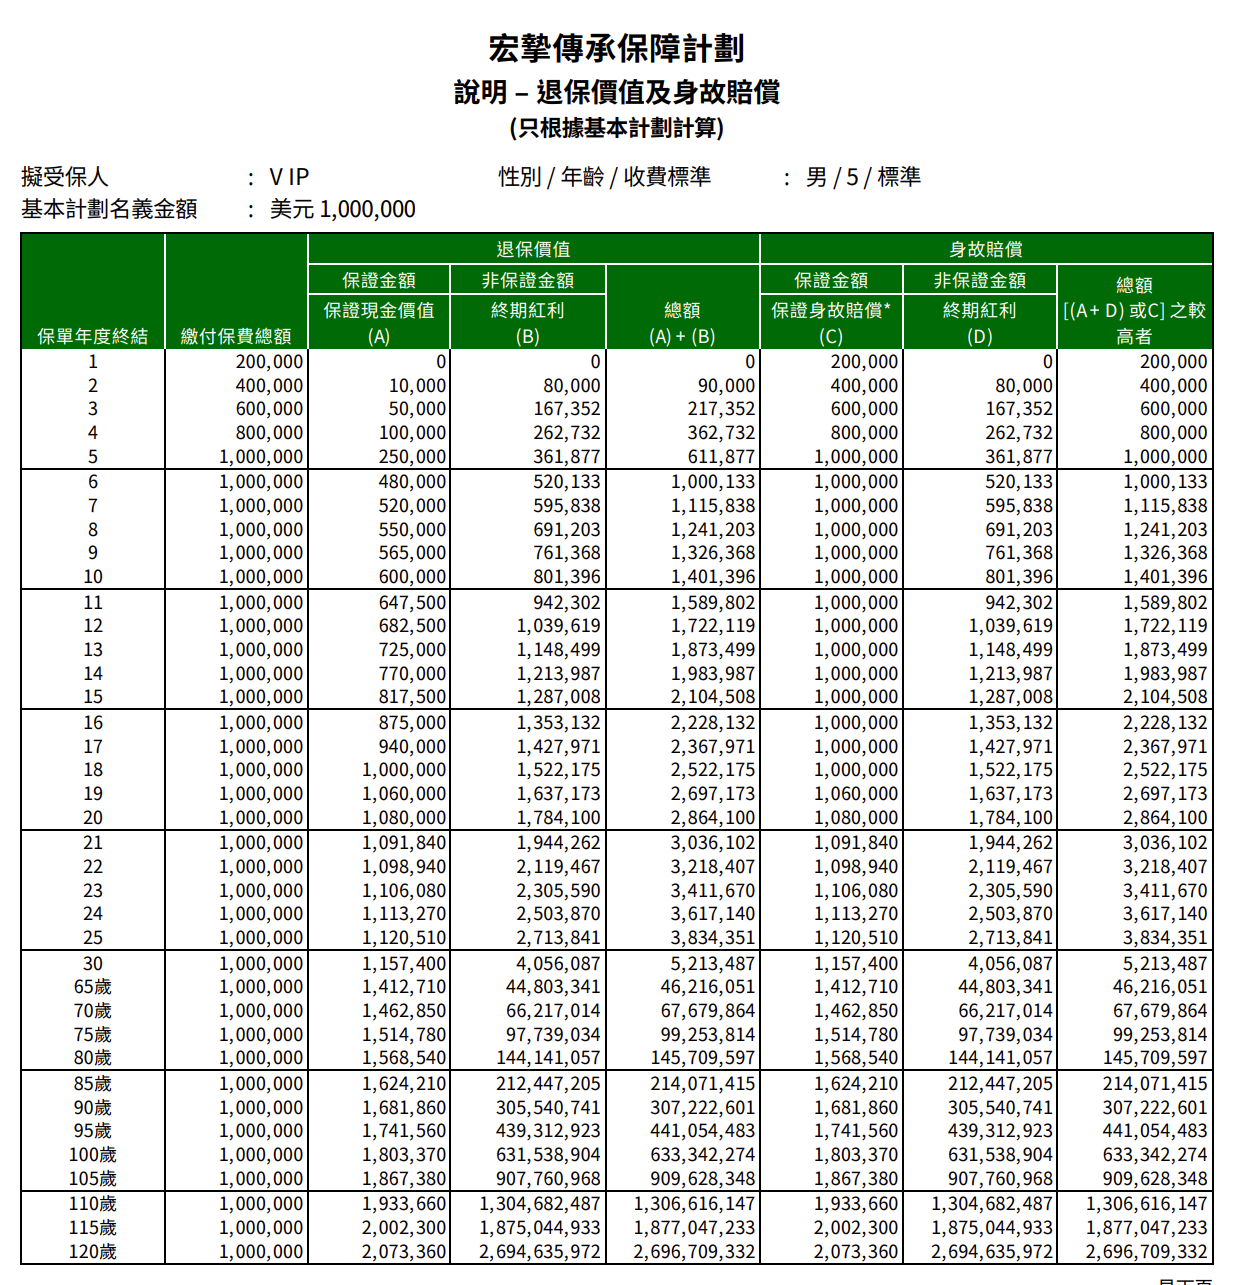 宏摯傳承保障計劃
說明 – 退保價值及身故賠償
(只根據基本計劃計算)
擬受保人 : V IP 性別 / 年齡 / 收費標準 : 男 / 5 / 標準
基本計劃名義金額 : 美元 1,000,000
退保價值 身故賠償
保證金額 非保證金額 保證金額 非保證金額 總額
保證現金價值 終期紅利 總額 保證身故賠償* 終期紅利 [(A+ D) 或C] 之較
保單年度終結 繳付保費總額 (A) (B) (A) + (B) (C) (D) 高者
1 200,000 0 0 0 200,000 0 200,000
2 400,000 10,000 80,000 90,000 400,000 80,000 400,000
3 600,000 50,000 167,352 217,352 600,000 167,352 600,000
4 800,000 100,000 262,732 362,732 800,000 262,732 800,000
5 1,000,000 250,000 361,877 611,877 1,000,000 361,877 1,000,000
6 1,000,000 480,000 520,133 1,000,133 1,000,000 520,133 1,000,133
7 1,000,000 520,000 595,838 1,115,838 1,000,000 595,838 1,115,838
8 1,000,000 550,000 691,203 1,241,203 1,000,000 691,203 1,241,203
9 1,000,000 565,000 761,368 1,326,368 1,000,000 761,368 1,326,368
10 1,000,000 600,000 801,396 1,401,396 1,000,000 801,396 1,401,396
11 1,000,000 647,500 942,302 1,589,802 1,000,000 942,302 1,589,802
12 1,000,000 682,500 1,039,619 1,722,119 1,000,000 1,039,619 1,722,119
13 1,000,000 725,000 1,148,499 1,873,499 1,000,000 1,148,499 1,873,499
14 1,000,000 770,000 1,213,987 1,983,987 1,000,000 1,213,987 1,983,987
15 1,000,000 817,500 1,287,008 2,104,508 1,000,000 1,287,008 2,104,508
16 1,000,000 875,000 1,353,132 2,228,132 1,000,000 1,353,132 2,228,132
17 1,000,000 940,000 1,427,971 2,367,971 1,000,000 1,427,971 2,367,971
18 1,000,000 1,000,000 1,522,175 2,522,175 1,000,000 1,522,175 2,522,175
19 1,000,000 1,060,000 1,637,173 2,697,173 1,060,000 1,637,173 2,697,173
20 1,000,000 1,080,000 1,784,100 2,864,100 1,080,000 1,784,100 2,864,100
21 1,000,000 1,091,840 1,944,262 3,036,102 1,091,840 1,944,262 3,036,102
22 1,000,000 1,098,940 2,119,467 3,218,407 1,098,940 2,119,467 3,218,407
23 1,000,000 1,106,080 2,305,590 3,411,670 1,106,080 2,305,590 3,411,670
24 1,000,000 1,113,270 2,503,870 3,617,140 1,113,270 2,503,870 3,617,140
25 1,000,000 1,120,510 2,713,841 3,834,351 1,120,510 2,713,841 3,834,351
30 1,000,000 1,157,400 4,056,087 5,213,487 1,157,400 4,056,087 5,213,487
65歲 1,000,000 1,412,710 44,803,341 46,216,051 1,412,710 44,803,341 46,216,051
70歲 1,000,000 1,462,850 66,217,014 67,679,864 1,462,850 66,217,014 67,679,864
75歲 1,000,000 1,514,780 97,739,034 99,253,814 1,514,780 97,739,034 99,253,814
80歲 1,000,000 1,568,540 144,141,057 145,709,597 1,568,540 144,141,057 145,709,597
85歲 1,000,000 1,624,210 212,447,205 214,071,415 1,624,210 212,447,205 214,071,415
90歲 1,000,000 1,681,860 305,540,741 307,222,601 1,681,860 305,540,741 307,222,601
95歲 1,000,000 1,741,560 439,312,923 441,054,483 1,741,560 439,312,923 441,054,483
100歲 1,000,000 1,803,370 631,538,904 633,342,274 1,803,370 631,538,904 633,342,274
105歲 1,000,000 1,867,380 907,760,968 909,628,348 1,867,380 907,760,968 909,628,348
110歲 1,000,000 1,933,660 1,304,682,487 1,306,616,147 1,933,660 1,304,682,487 1,306,616,147
115歲 1,000,000 2,002,300 1,875,044,933 1,877,047,233 2,002,300 1,875,044,933 1,877,047,233
120歲 1,000,000 2,073,360 2,694,635,972 2,696,709,332 2,073,360 2,694,635,972 2,696,709,332